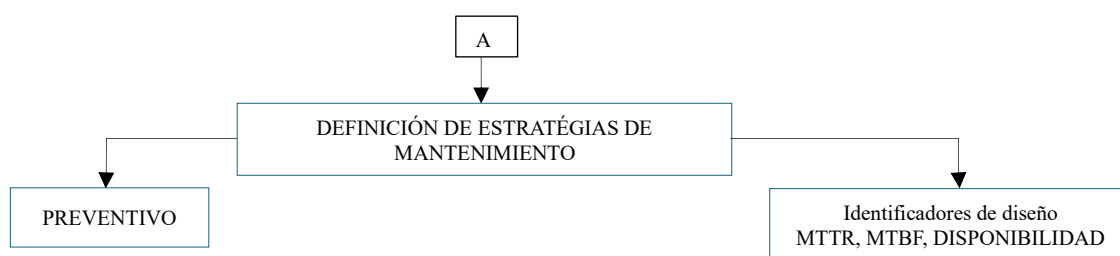 A
DEFINICIÓN DE ESTRATÉGIAS DE
MANTENIMIENTO
PREVENTIVO
Identificadores de diseño
MTTR, MTBF, DISPONIBILIDAD